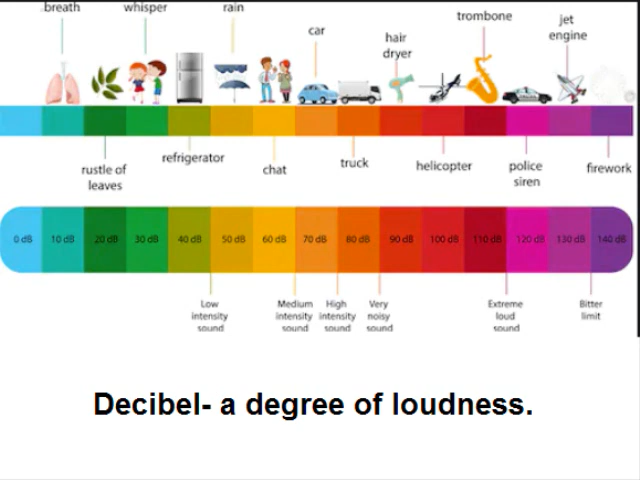 breath
whisper
rain
car
hair
dryer
trombone
jet
engine
rustle of
leaves
refrigerator
chat
truck
helicopter
police
siren
firework
0 dB
10 dB
20 dB
30 dB
40 dB
50 dB
60 dB
70 dB
80 dB
90 dB
100 dB
110 dB
120 dB
130 dB
140 dB
Low
intensity
sound
Medium
intensity
sound
High
intensity
sound
Very
noisy
sound
Extreme
loud
sound
Bitter
limit
Decibel- a degree of loudness.